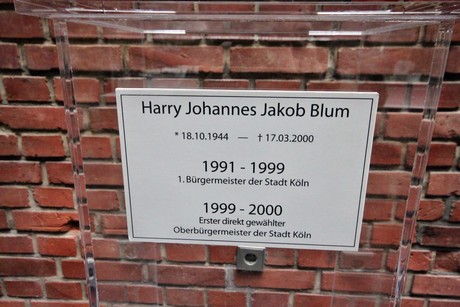 Harry Johannes Jakob Blum
* 18.10.1944 — † 17.03.2000
1991 - 1999
1. Bürgermeister der Stadt Köln
1999 - 2000
Erster direkt gewählter
Oberbürgermeister der Stadt Köln